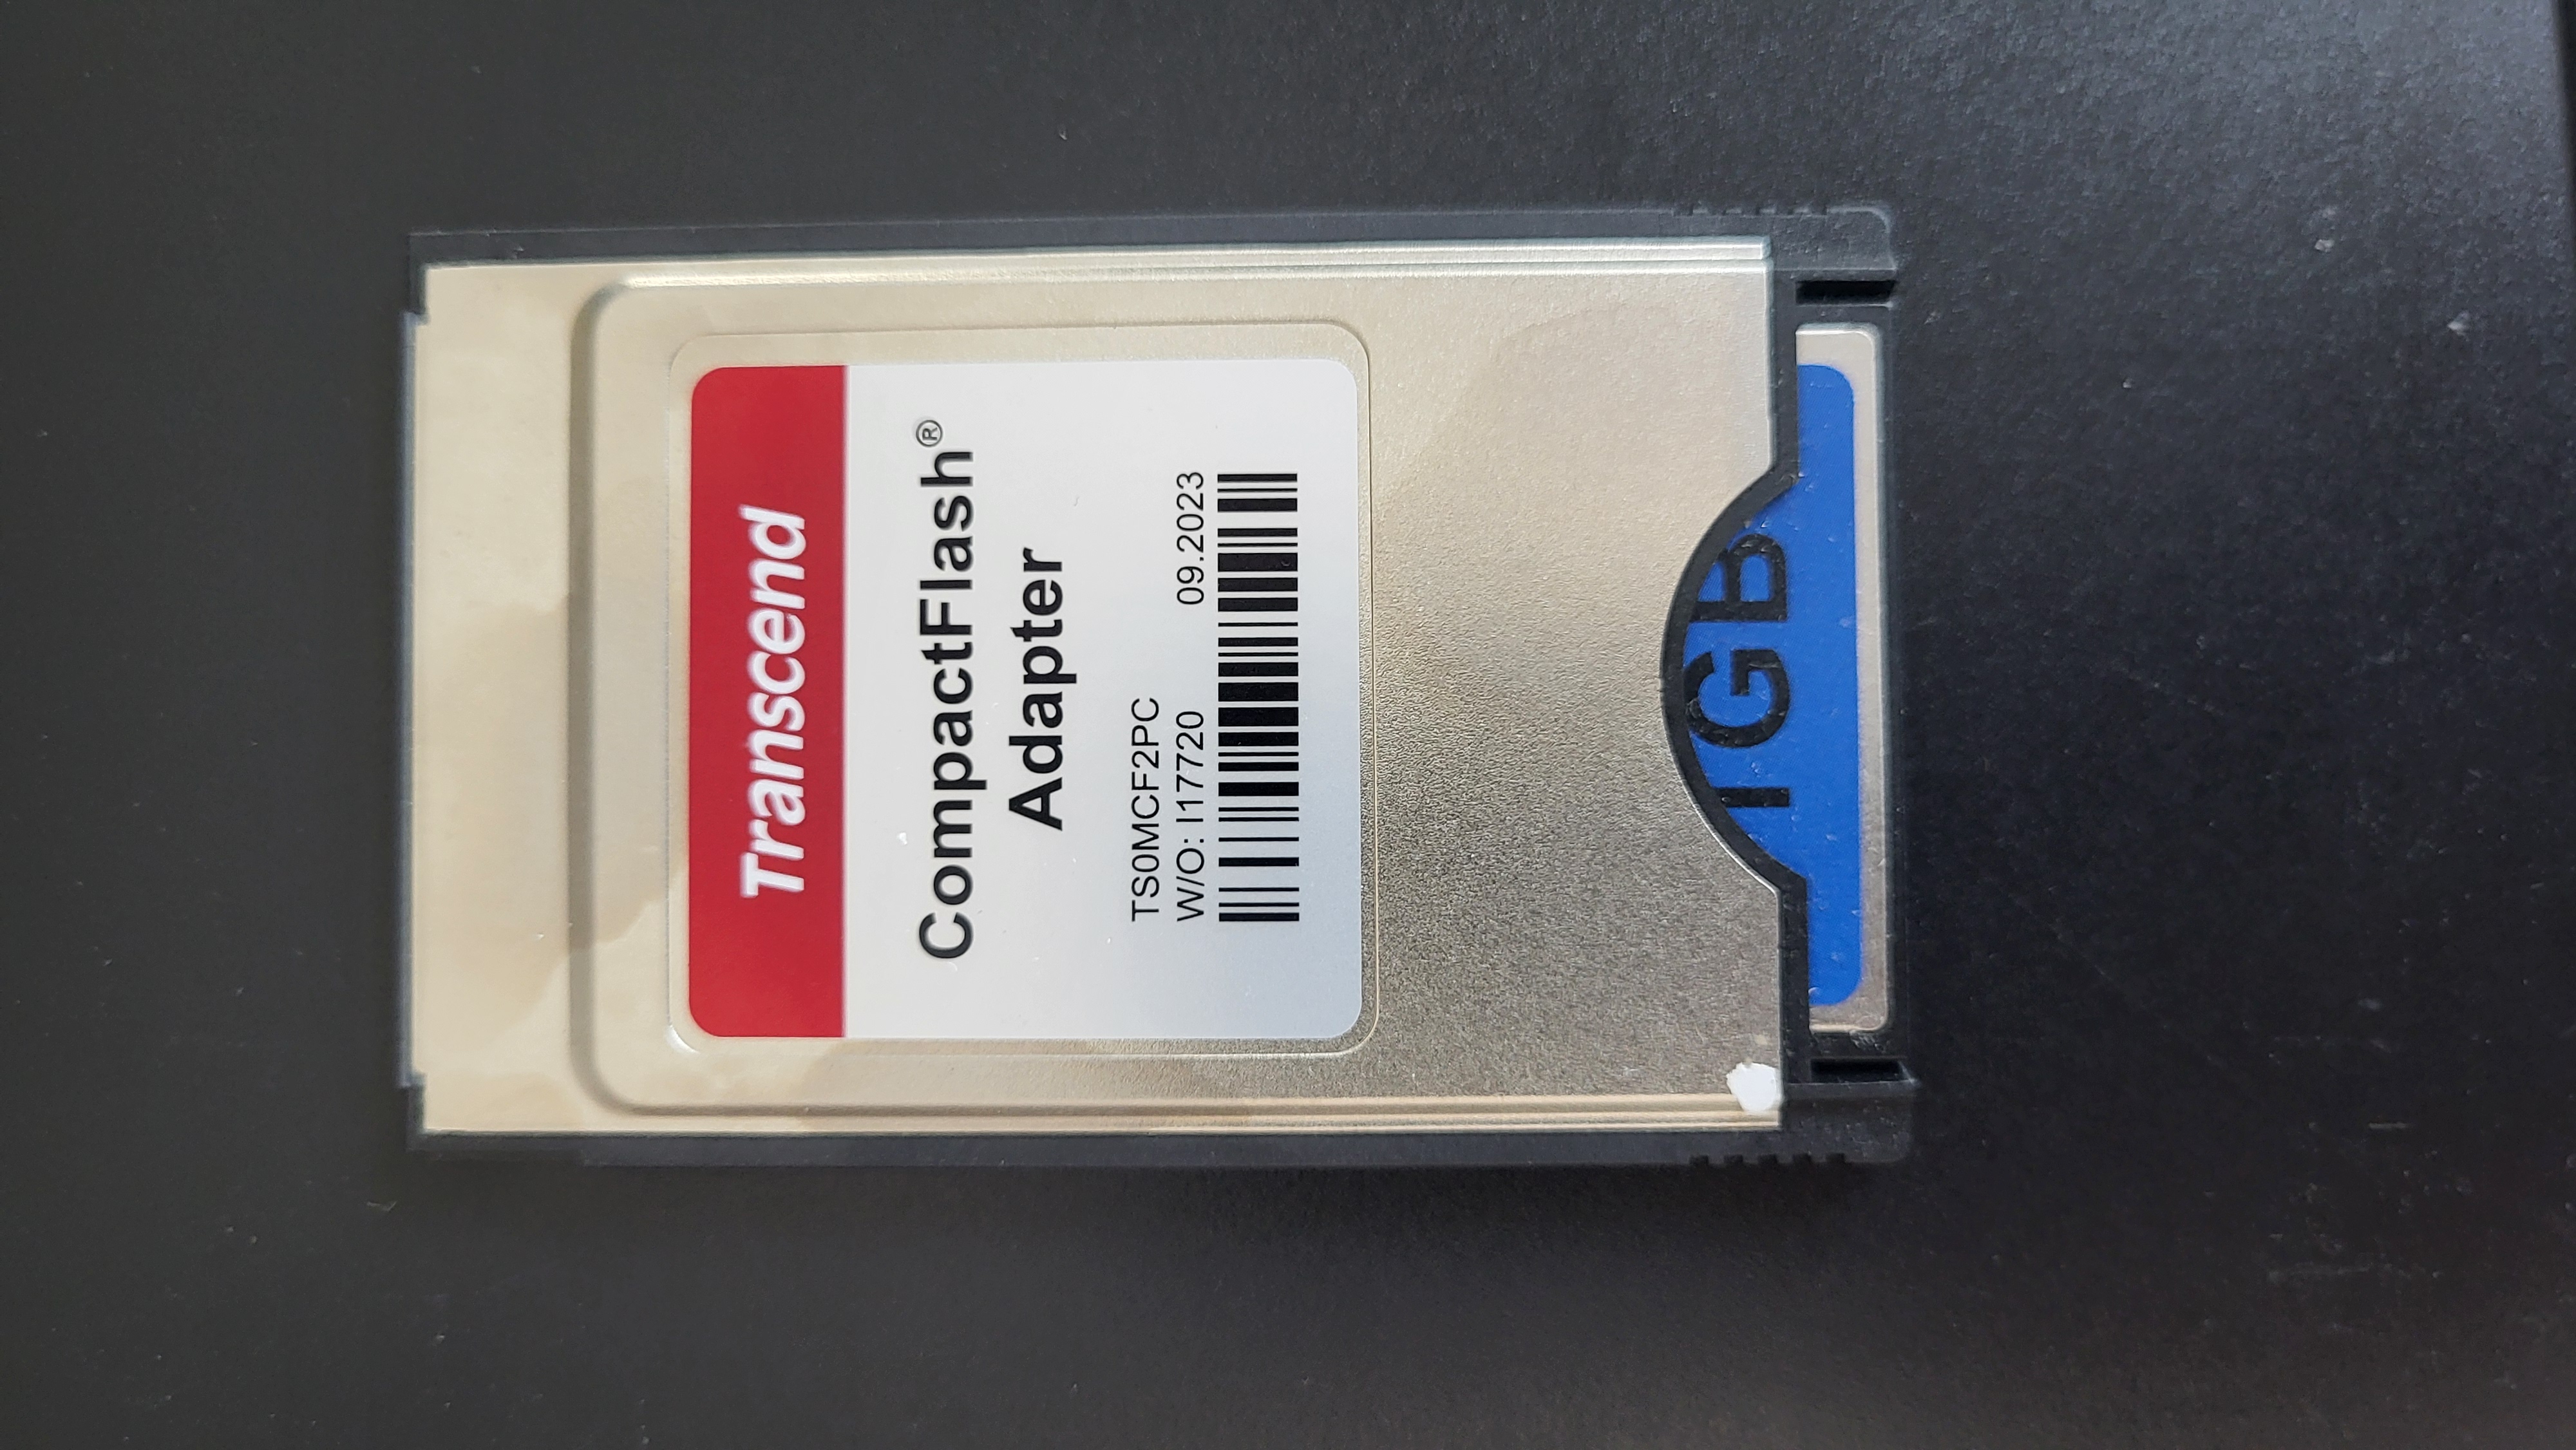 Transcend
CompactFlash®
Adapter
TS0MCF2PC
W/O: I17720 09.2023
1GB